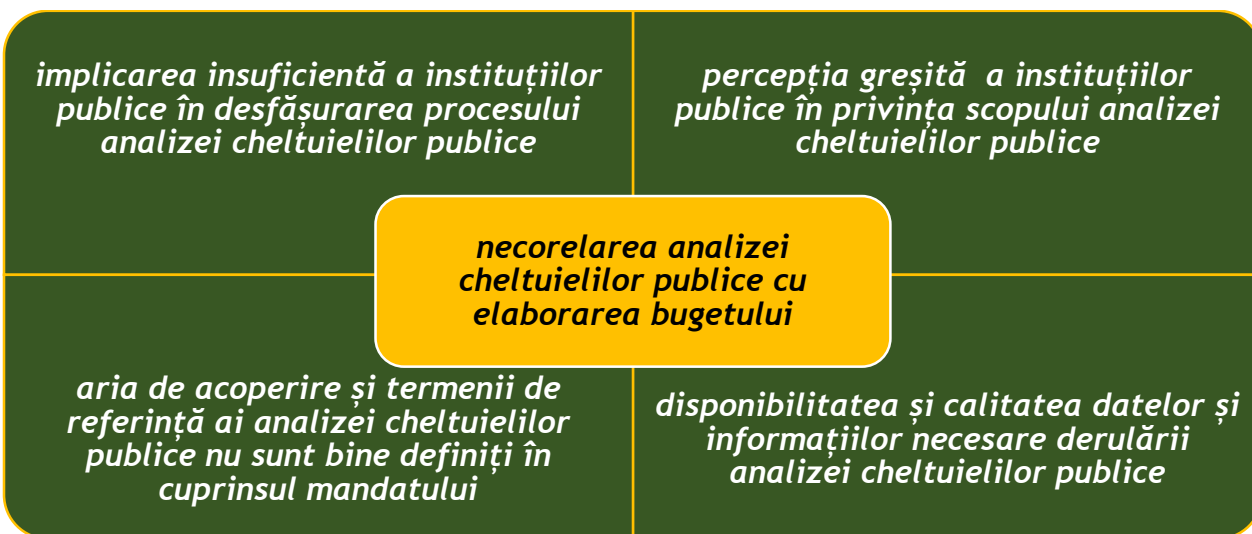 implicarea insuficientă a instituțiilor
publice în desfășurarea procesului
analizei cheltuielilor publice
percepția greșită a instituțiilor
publice în privința scopului analizei
cheltuielilor publice
necorelarea analizei
cheltuielilor publice cu
elaborarea bugetului
aria de acoperire și termenii de
referință ai analizei cheltuielilor
publice nu sunt bine definiți în
cuprinsul mandatului
disponibilitatea și calitatea datelor și
informațiilor necesare derulării
analizei cheltuielilor publice